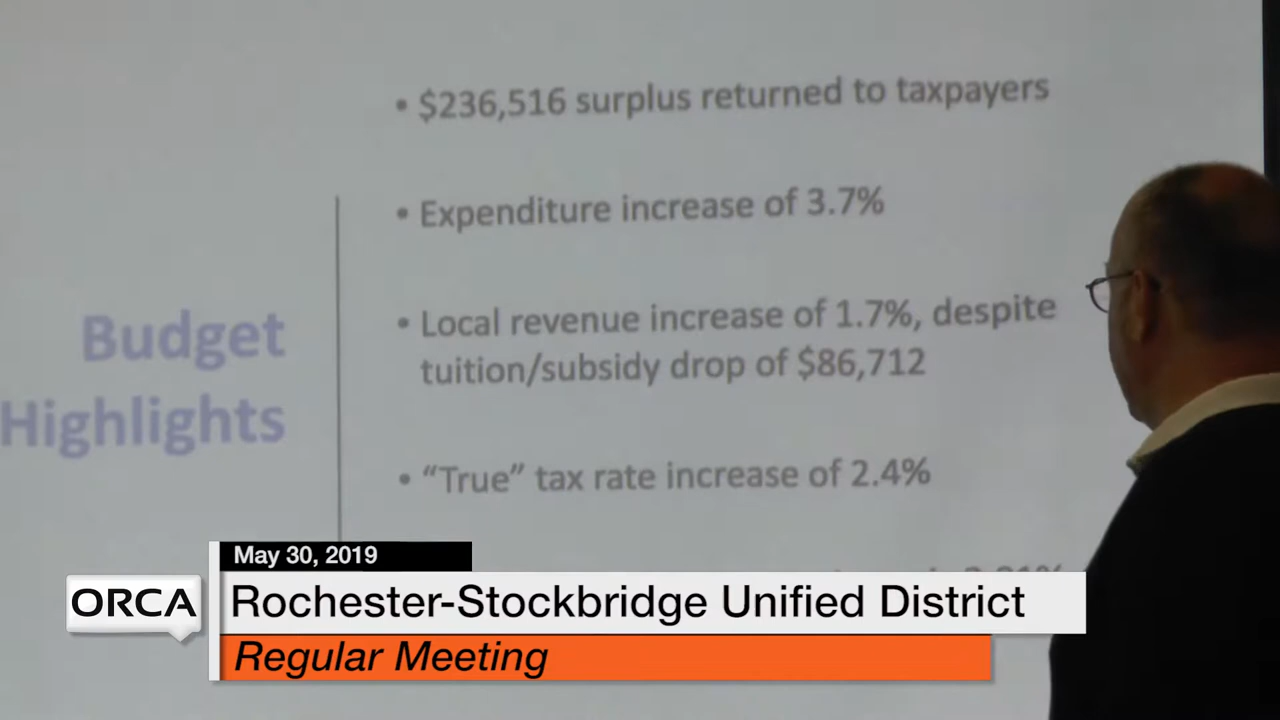 • $236,516 surplus returned to taxpayers
• Expenditure increase of 3.7%
• Local revenue increase of 1.7%, despite
tuition/subsidy drop of $86,712
• “True” tax rate increase of 2.4%
Budget
Highlights
May 30, 2019
ORCA
Rochester-Stockbridge Unified District
Regular Meeting